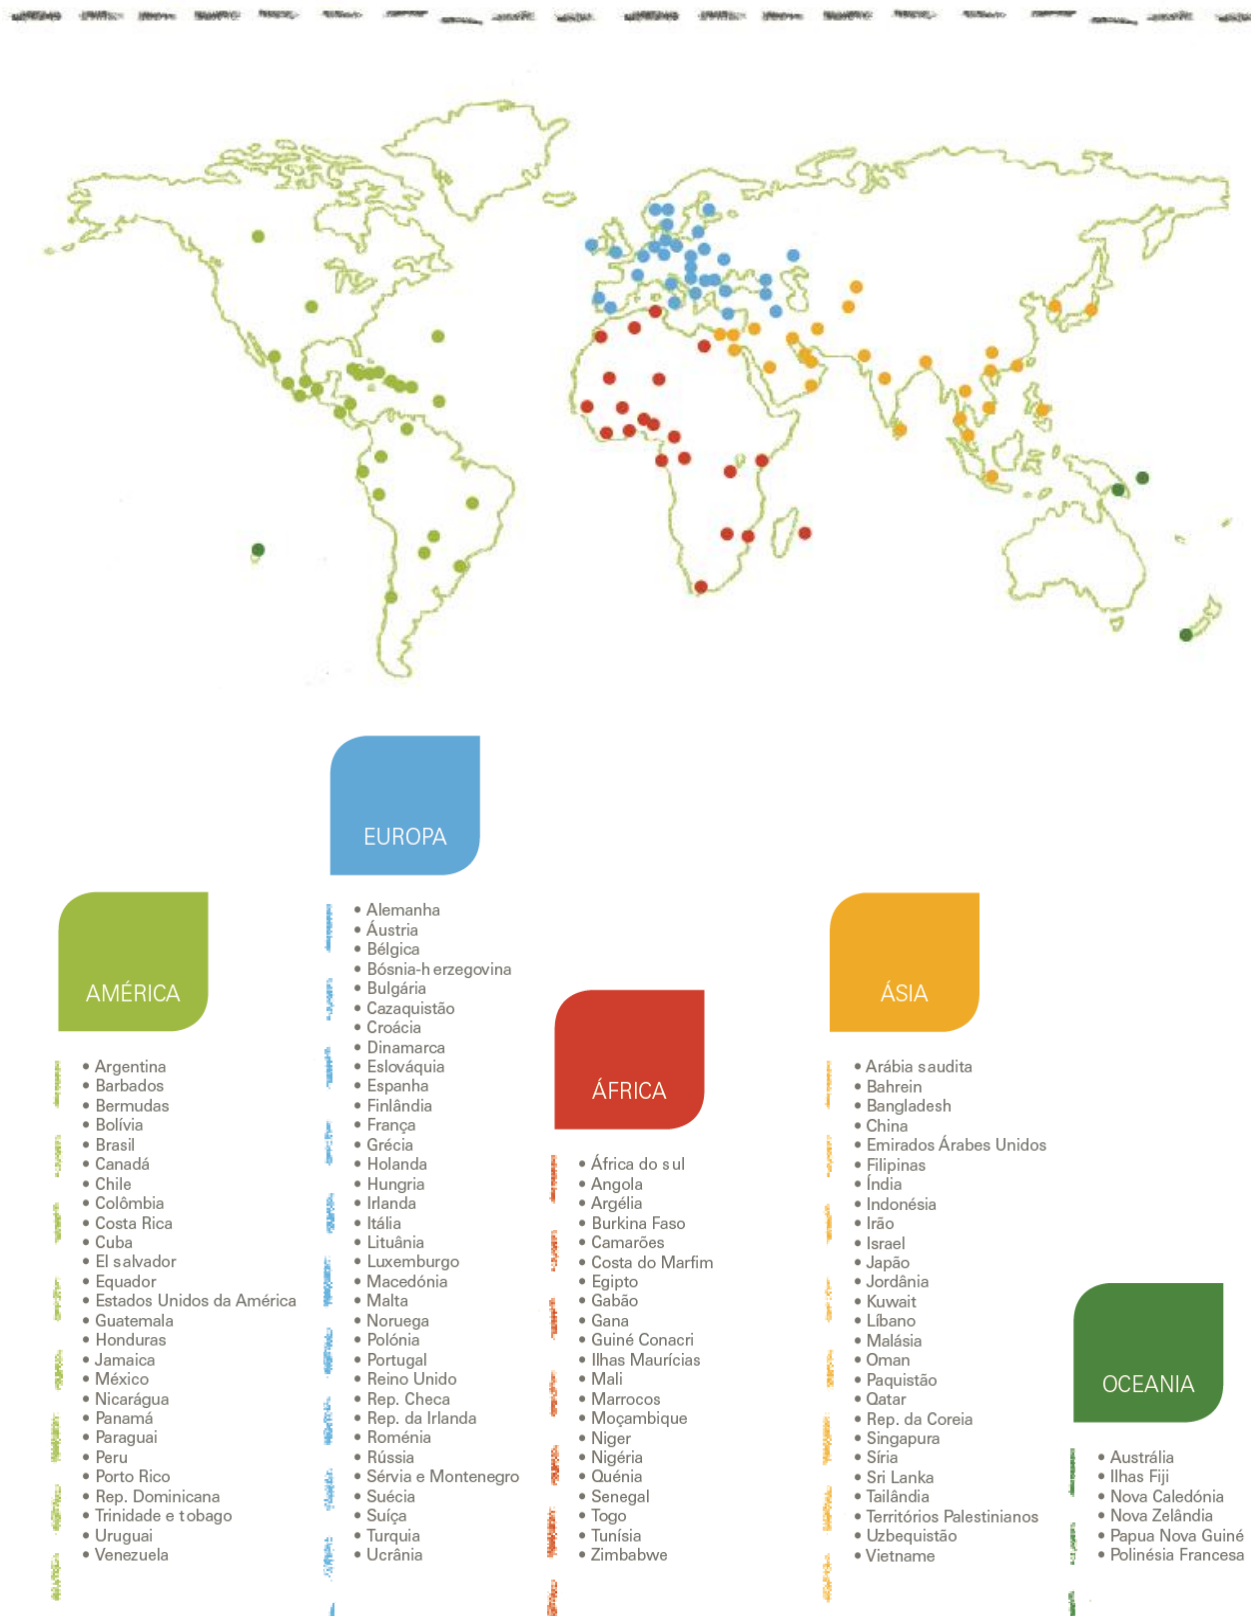 EUROPA
• Alemanha
• Áustria
• Bélgica
• Bósnia-h erzegovina
• Bulgária
• Cazaquistão
• Croácia
• Dinamarca
• Eslováquia
• Espanha
• Finlândia
• França
• Grécia
• Holanda
• Hungria
• Irlanda
• Itália
• Lituânia
• Luxemburgo
• Macedónia
• Malta
• Noruega
• Polónia
• Portugal
• Reino Unido
• Rep. Checa
• Rep. da Irlanda
• Roménia
• Rússia
• Sérvia e Montenegro
• Suécia
• Suíça
• Turquia
• Ucrânia
AMÉRICA
• Argentina
• Barbados
• Bermudas
• Bolívia
• Brasil
• Canadá
• Chile
• Colômbia
• Costa Rica
• Cuba
• El salvador
• Equador
• Estados Unidos da América
• Guatemala
• Honduras
• Jamaica
• México
• Nicarágua
• Panamá
• Paraguai
• Peru
• Porto Rico
• Rep. Dominicana
• Trinidade e tobago
• Uruguai
• Venezuela
ÁFRICA
• África do sul
• Angola
• Argélia
• Burkina Faso
• Camarões
• Costa do Marfim
• Egipto
• Gabão
• Gana
• Guiné Conacri
• Ilhas Maurícias
• Mali
• Marrocos
• Moçambique
• Niger
• Nigéria
• Quénia
• Senegal
• Togo
• Tunísia
• Zimbabwe
ÁSIA
• Arábia saudita
• Bahrein
• Bangladesh
• China
• Emirados Árabes Unidos
• Filipinas
• Índia
• Indonésia
• Irão
• Israel
• Japão
• Jordânia
• Kuwait
• Líbano
• Malásia
• Oman
• Paquistão
• Qatar
• Rep. da Coreia
• Singapura
• Síria
• Sri Lanka
• Tailândia
• Territórios Palestinianos
• Uzbequistão
• Vietname
OCEANIA
• Austrália
• Ilhas Fiji
• Nova Caledónia
• Nova Zelândia
• Papua Nova Guiné
• Polinésia Francesa